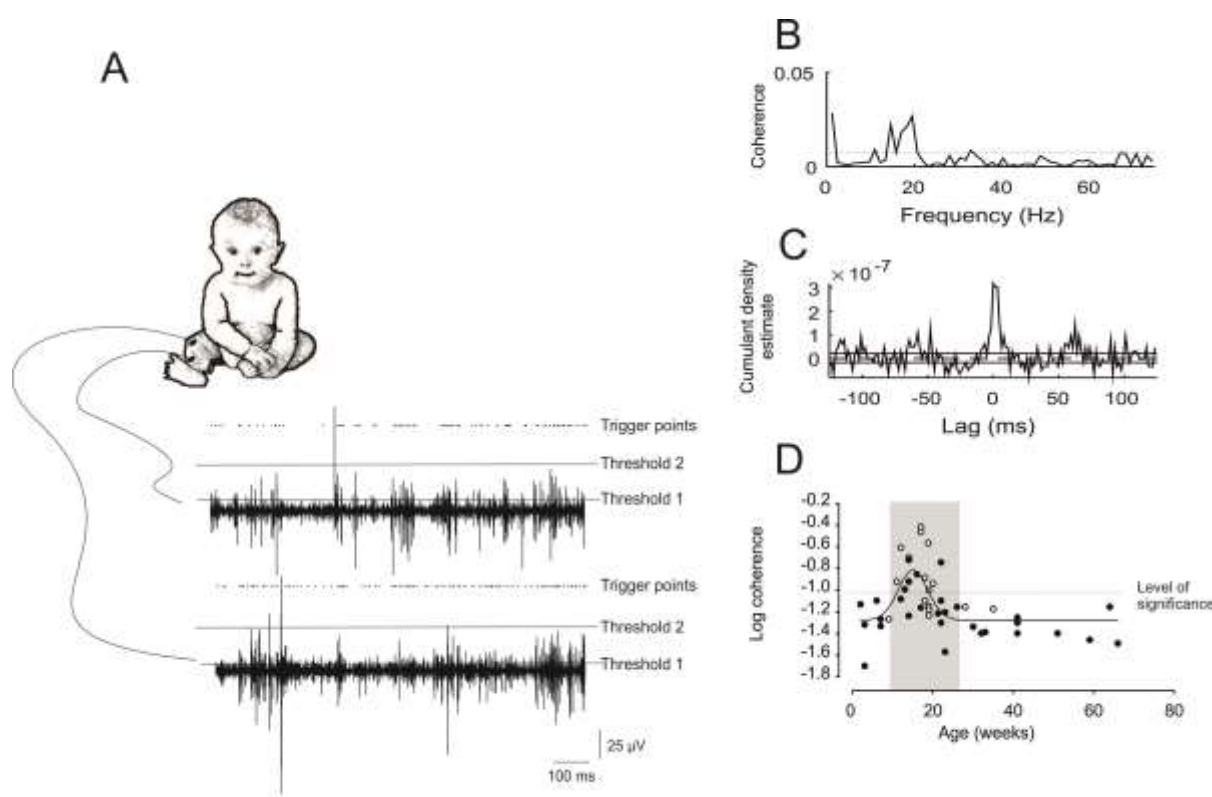 A
Trigger points
Threshold 2
Threshold 1
Trigger points
Threshold 2
Threshold 1
25 µV
100 ms
B
0.05
0
Coherence
0 20 40 60
Frequency (Hz)
C
× 10⁻⁷
3
2
1
0
Cumulant density
estimate
-100 -50 0 50 100
Lag (ms)
D
-0.2
-0.4
-0.6
-0.8
-1.0
-1.2
-1.4
-1.6
-1.8
Log coherence
Level of
significance
0 20 40 60 80
Age (weeks)